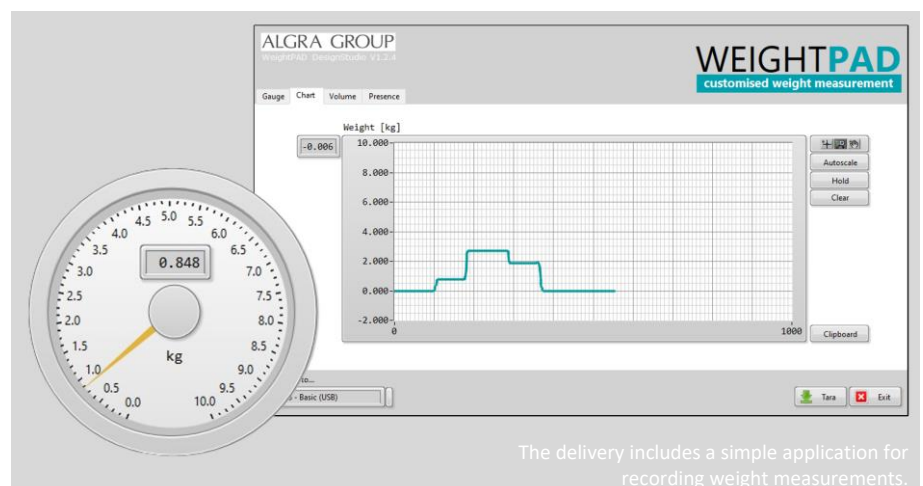 ALGRA GROUP
WeightPAD DesignStudio V1.2.4
WEIGHTPAD
customised weight measurement
Gauge Chart Volume Presence
Weight [kg]
-0.006
10.000
8.000
6.000
4.000
2.000
0.000
-2.000
0 1000
Autoscale
Hold
Clear
Clipboard
0.848
kg
0.0
0.5
1.0
1.5
2.0
2.5
3.0
3.5
4.0
4.5
5.0
5.5
6.0
6.5
7.0
7.5
8.0
8.5
9.0
9.5
10.0
- Basic (USB)
Tara Exit
The delivery includes a simple application for
recording weight measurements.